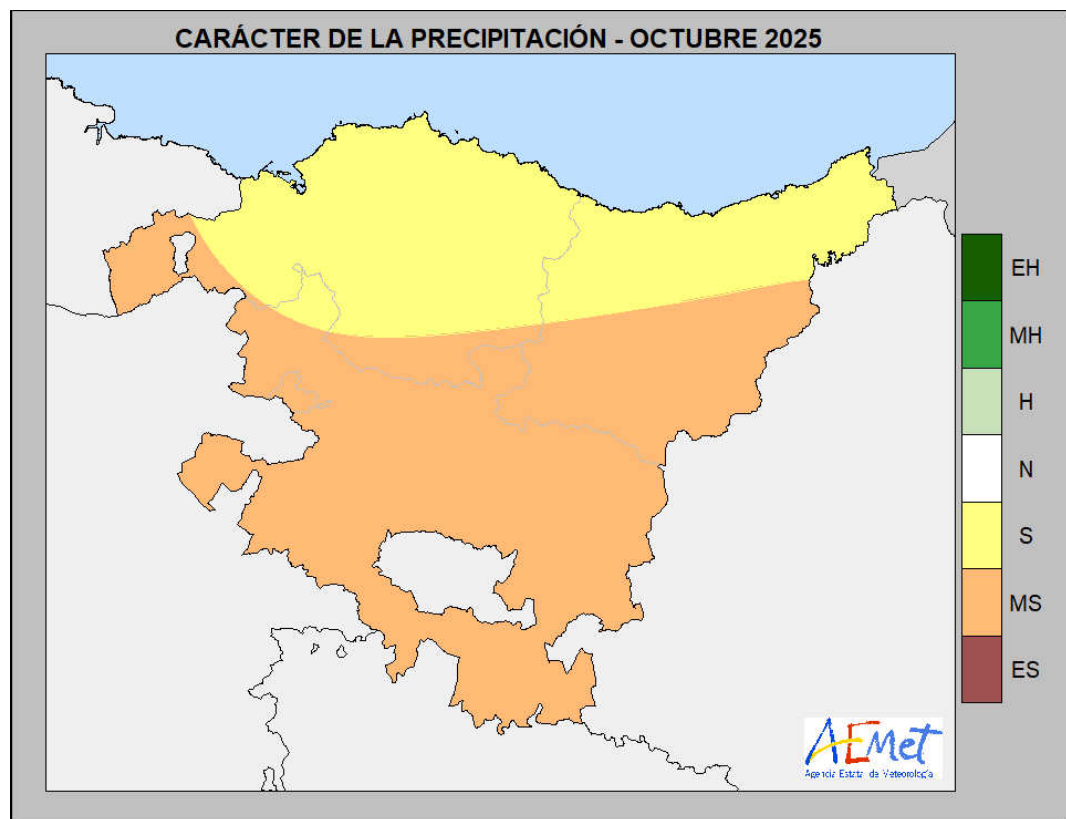 CARÁCTER DE LA PRECIPITACIÓN - OCTUBRE 2025
EH
MH
H
N
S
MS
ES
AEMet
Agencia Estatal de Meteorología